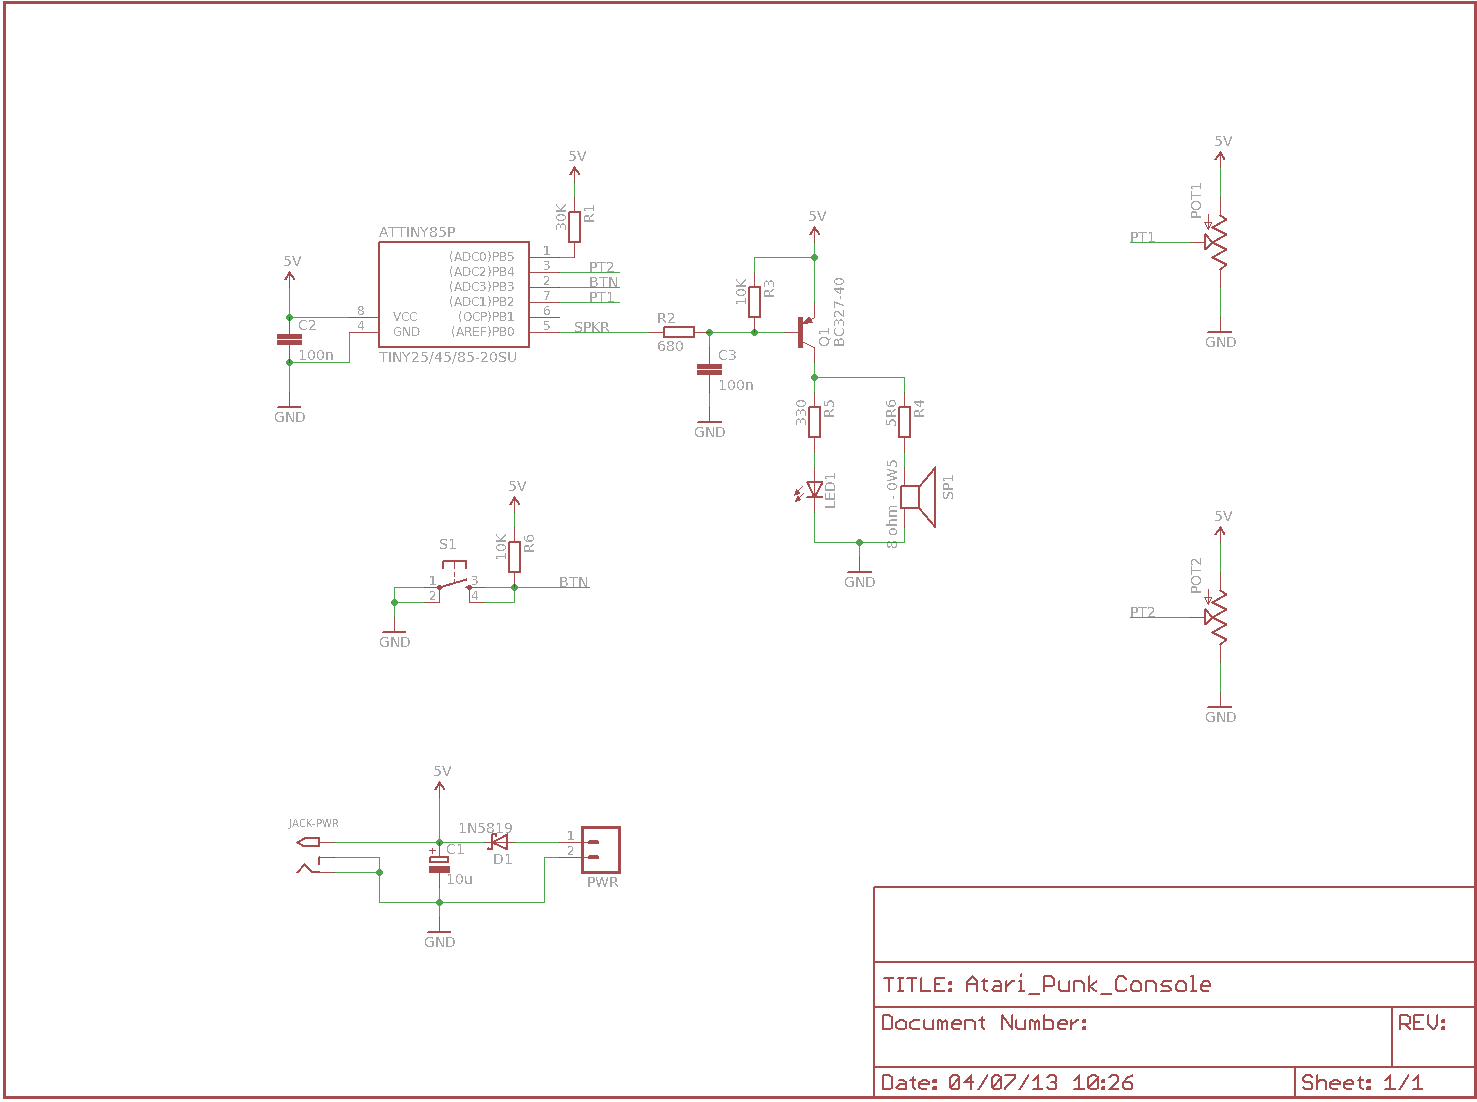 5V
POT1
PT1
GND
5V
30K
R1
ATTINY85P
(ADC0)PB5 1
(ADC2)PB4 3 PT2
(ADC3)PB3 2 BTN
(ADC1)PB2 7 PT1
8 VCC (OCP)PB1 6
4 GND (AREF)PB0 5 SPKR
TINY25/45/85-20SU
5V
C2
100n
GND
R2
680
C3
100n
GND
5V
10K
R3
Q1
BC327-40
330
R5
5R6
R4
LED1
8 ohm - 0W5
SP1
GND
5V
S1
10K
R6
1 3 BTN
2 4
GND
5V
POT2
PT2
GND
5V
JACK-PWR
1N5819
D1
+ C1
10u
1
2
PWR
GND
TITLE: Atari_Punk_Console
Document Number:
REV:
Date: 04/07/13 10:26
Sheet: 1/1